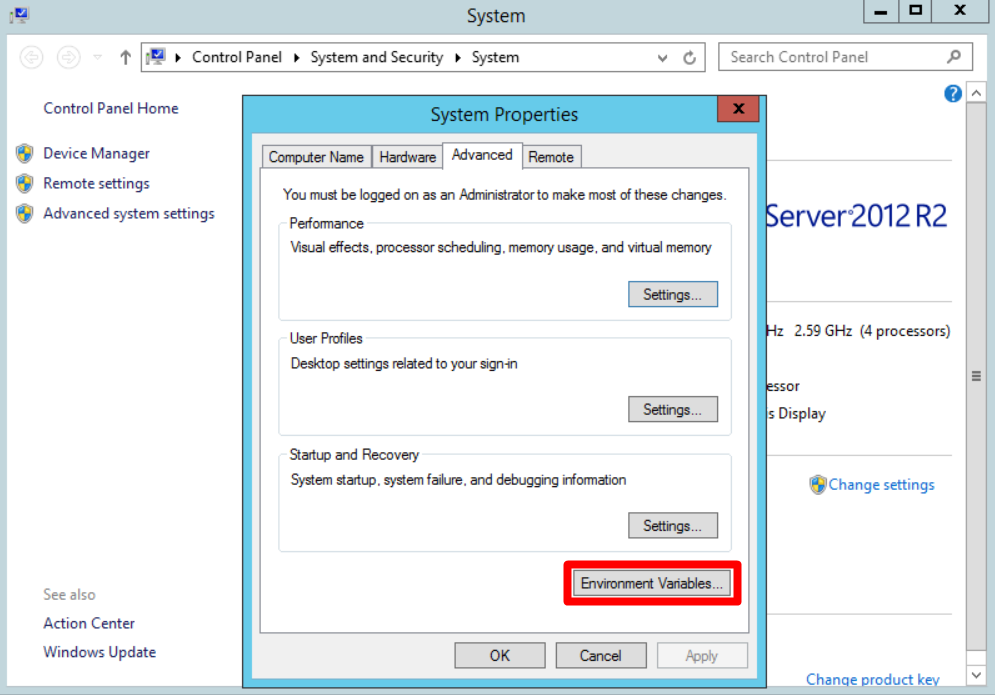 System
Control Panel System and Security System
Search Control Panel
Control Panel Home
Device Manager
Remote settings
Advanced system settings
See also
Action Center
Windows Update
System Properties
Computer Name Hardware Advanced Remote
You must be logged on as an Administrator to make most of these changes.
Performance
Visual effects, processor scheduling, memory usage, and virtual memory
Settings...
User Profiles
Desktop settings related to your sign-in
Settings...
Startup and Recovery
System startup, system failure, and debugging information
Settings...
Environment Variables...
OK Cancel Apply
Server 2012 R2
Hz 2.59 GHz (4 processors)
essor
is Display
Change settings
Change product key